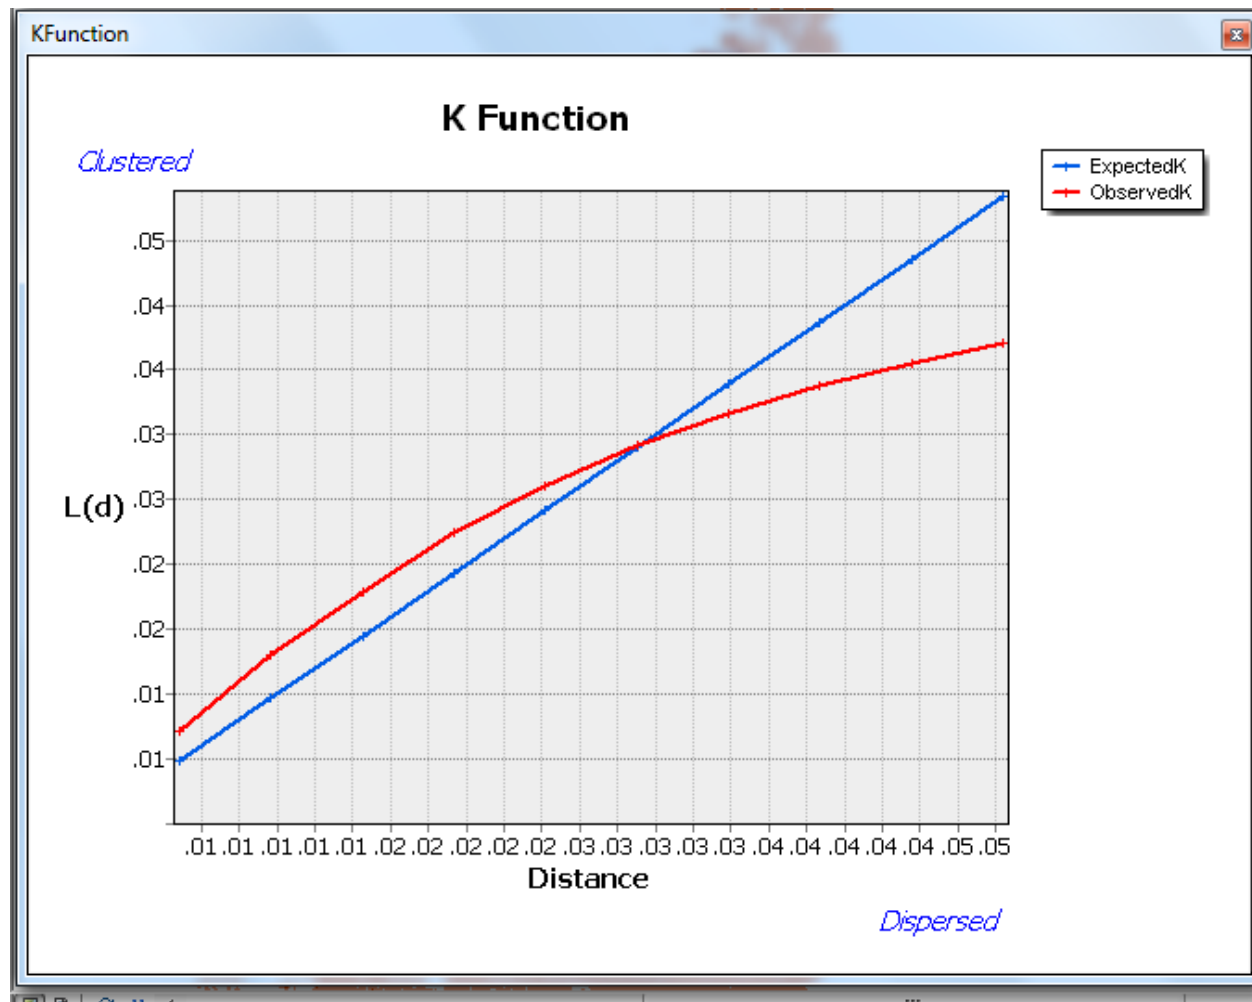 KFunction
x
K Function
Clustered
ExpectedK
ObservedK
.05
.04
.04
.03
L(d)
.03
.02
.02
.01
.01
.01 .01 .01 .01 .01 .02 .02 .02 .02 .02 .03 .03 .03 .03 .03 .04 .04 .04 .04 .04 .05 .05
Distance
Dispersed